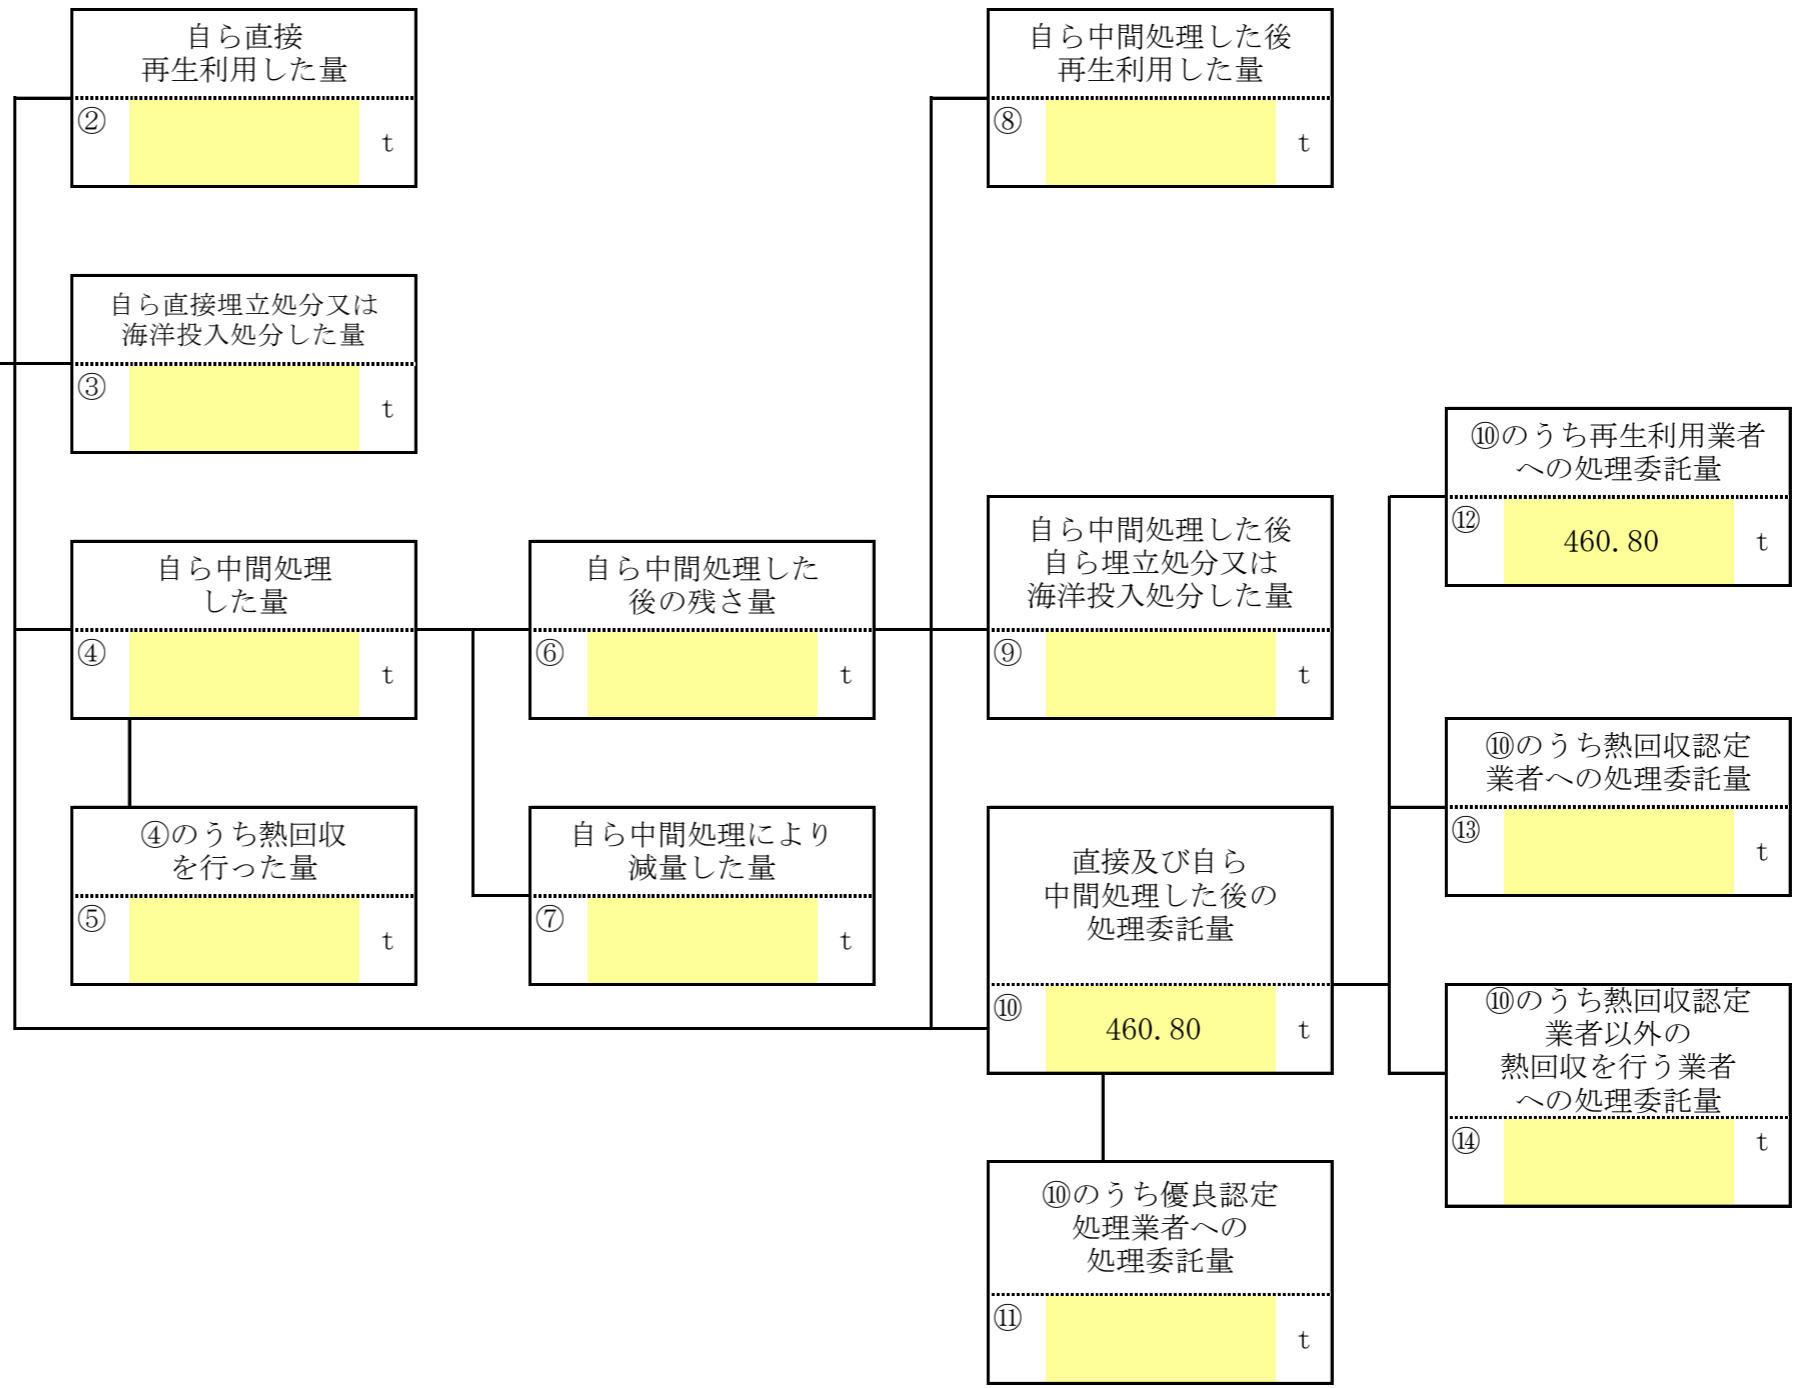 自ら直接
再生利用した量
②
t
自ら中間処理した後
再生利用した量
⑧
t
自ら直接埋立処分又は
海洋投入処分した量
③
t
⑩のうち再生利用業者
への処理委託量
⑫
460.80
t
自ら中間処理
した量
④
t
自ら中間処理した
後の残さ量
⑥
t
自ら中間処理した後
自ら埋立処分又は
海洋投入処分した量
⑨
t
⑩のうち熱回収認定
業者への処理委託量
⑬
t
④のうち熱回収
を行った量
⑤
t
自ら中間処理により
減量した量
⑦
t
直接及び自ら
中間処理した後の
処理委託量
⑩
460.80
t
⑩のうち熱回収認定
業者以外の
熱回収を行う業者
への処理委託量
⑭
t
⑩のうち優良認定
処理業者への
処理委託量
⑪
t